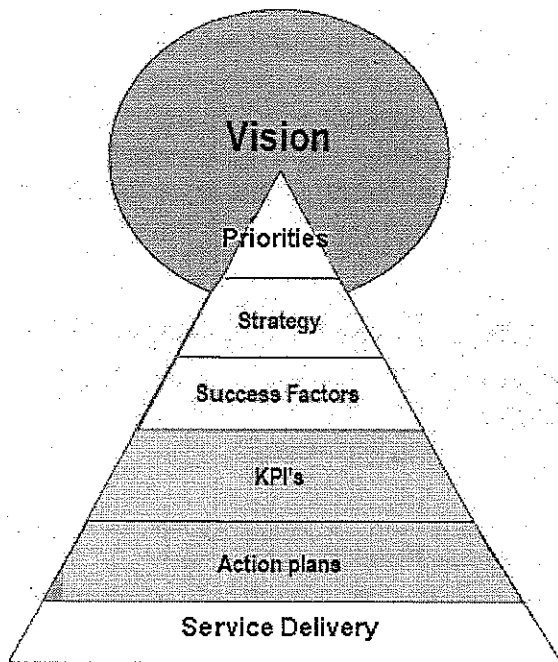 Vision
Priorities
Strategy
Success Factors
KPI's
Action plans
Service Delivery